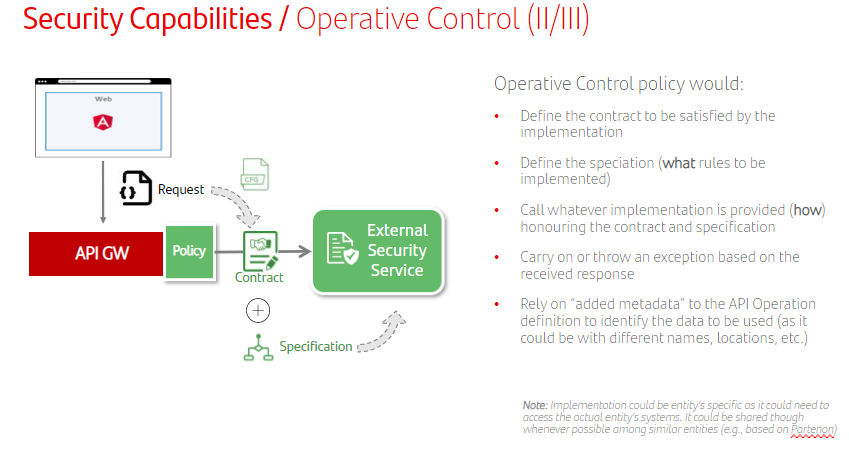 Security Capabilities / Operative Control (II/III)
Web
Request
CFG
API GW
Policy
Contract
External
Security
Service
Specification
Operative Control policy would:
• Define the contract to be satisfied by the
implementation
• Define the speciation (what rules to be
implemented)
• Call whatever implementation is provided (how)
honouring the contract and specification
• Carry on or throw an exception based on the
received response
• Rely on “added metadata” to the API Operation
definition to identify the data to be used (as it
could be with different names, locations, etc.)
Note: Implementation could be entity's specific as it could need to
access the actual entity's systems. It could be shared though
whenever possible among similar entities (e.g., based on Partenon)